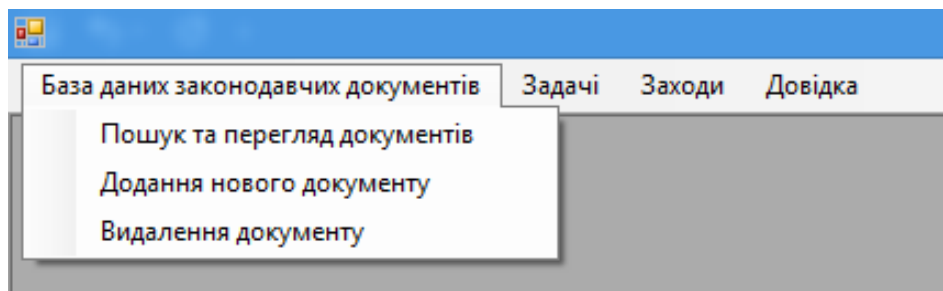 База даних законодавчих документів Задачі Заходи Довідка
Пошук та перегляд документів
Додання нового документу
Видалення документу